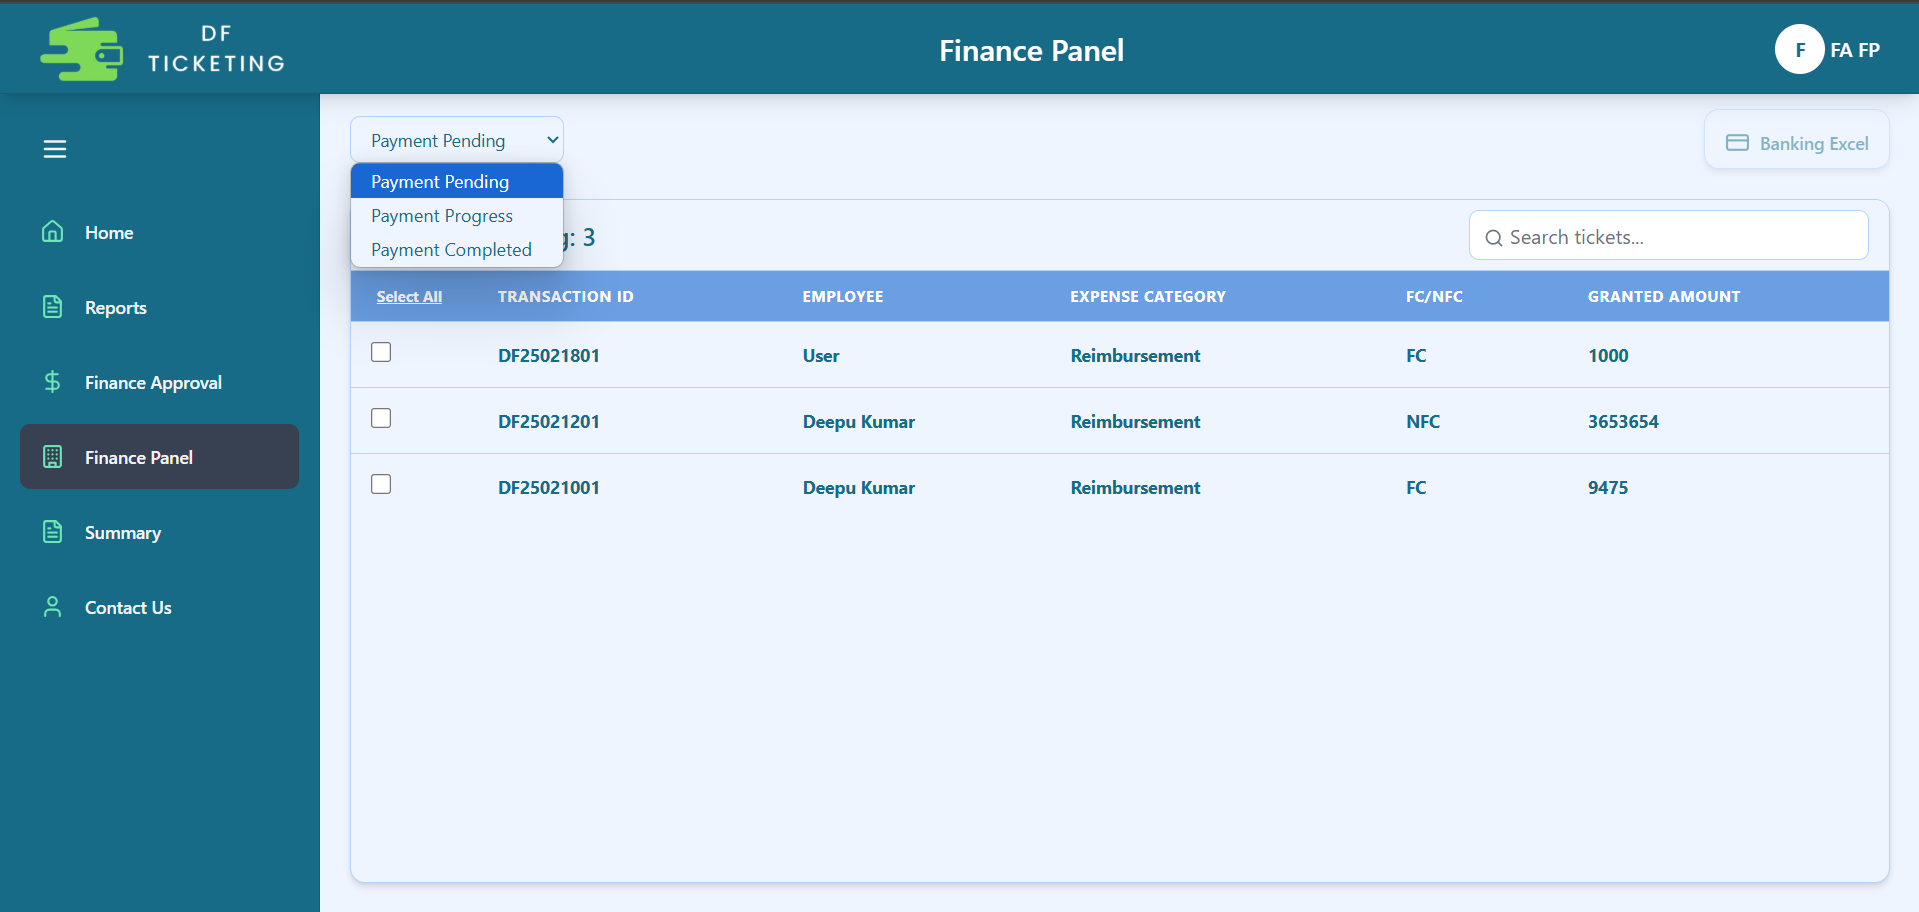 DF
TICKETING
Finance Panel
F
FA FP
Home
Reports
Finance Approval
Finance Panel
Summary
Contact Us
Payment Pending
Payment Pending
Payment Progress
Payment Completed
Banking Excel
: 3
Search tickets...
Select All TRANSACTION ID EMPLOYEE EXPENSE CATEGORY FC/NFC GRANTED AMOUNT
DF25021801 User Reimbursement FC 1000
DF25021201 Deepu Kumar Reimbursement NFC 3653654
DF25021001 Deepu Kumar Reimbursement FC 9475